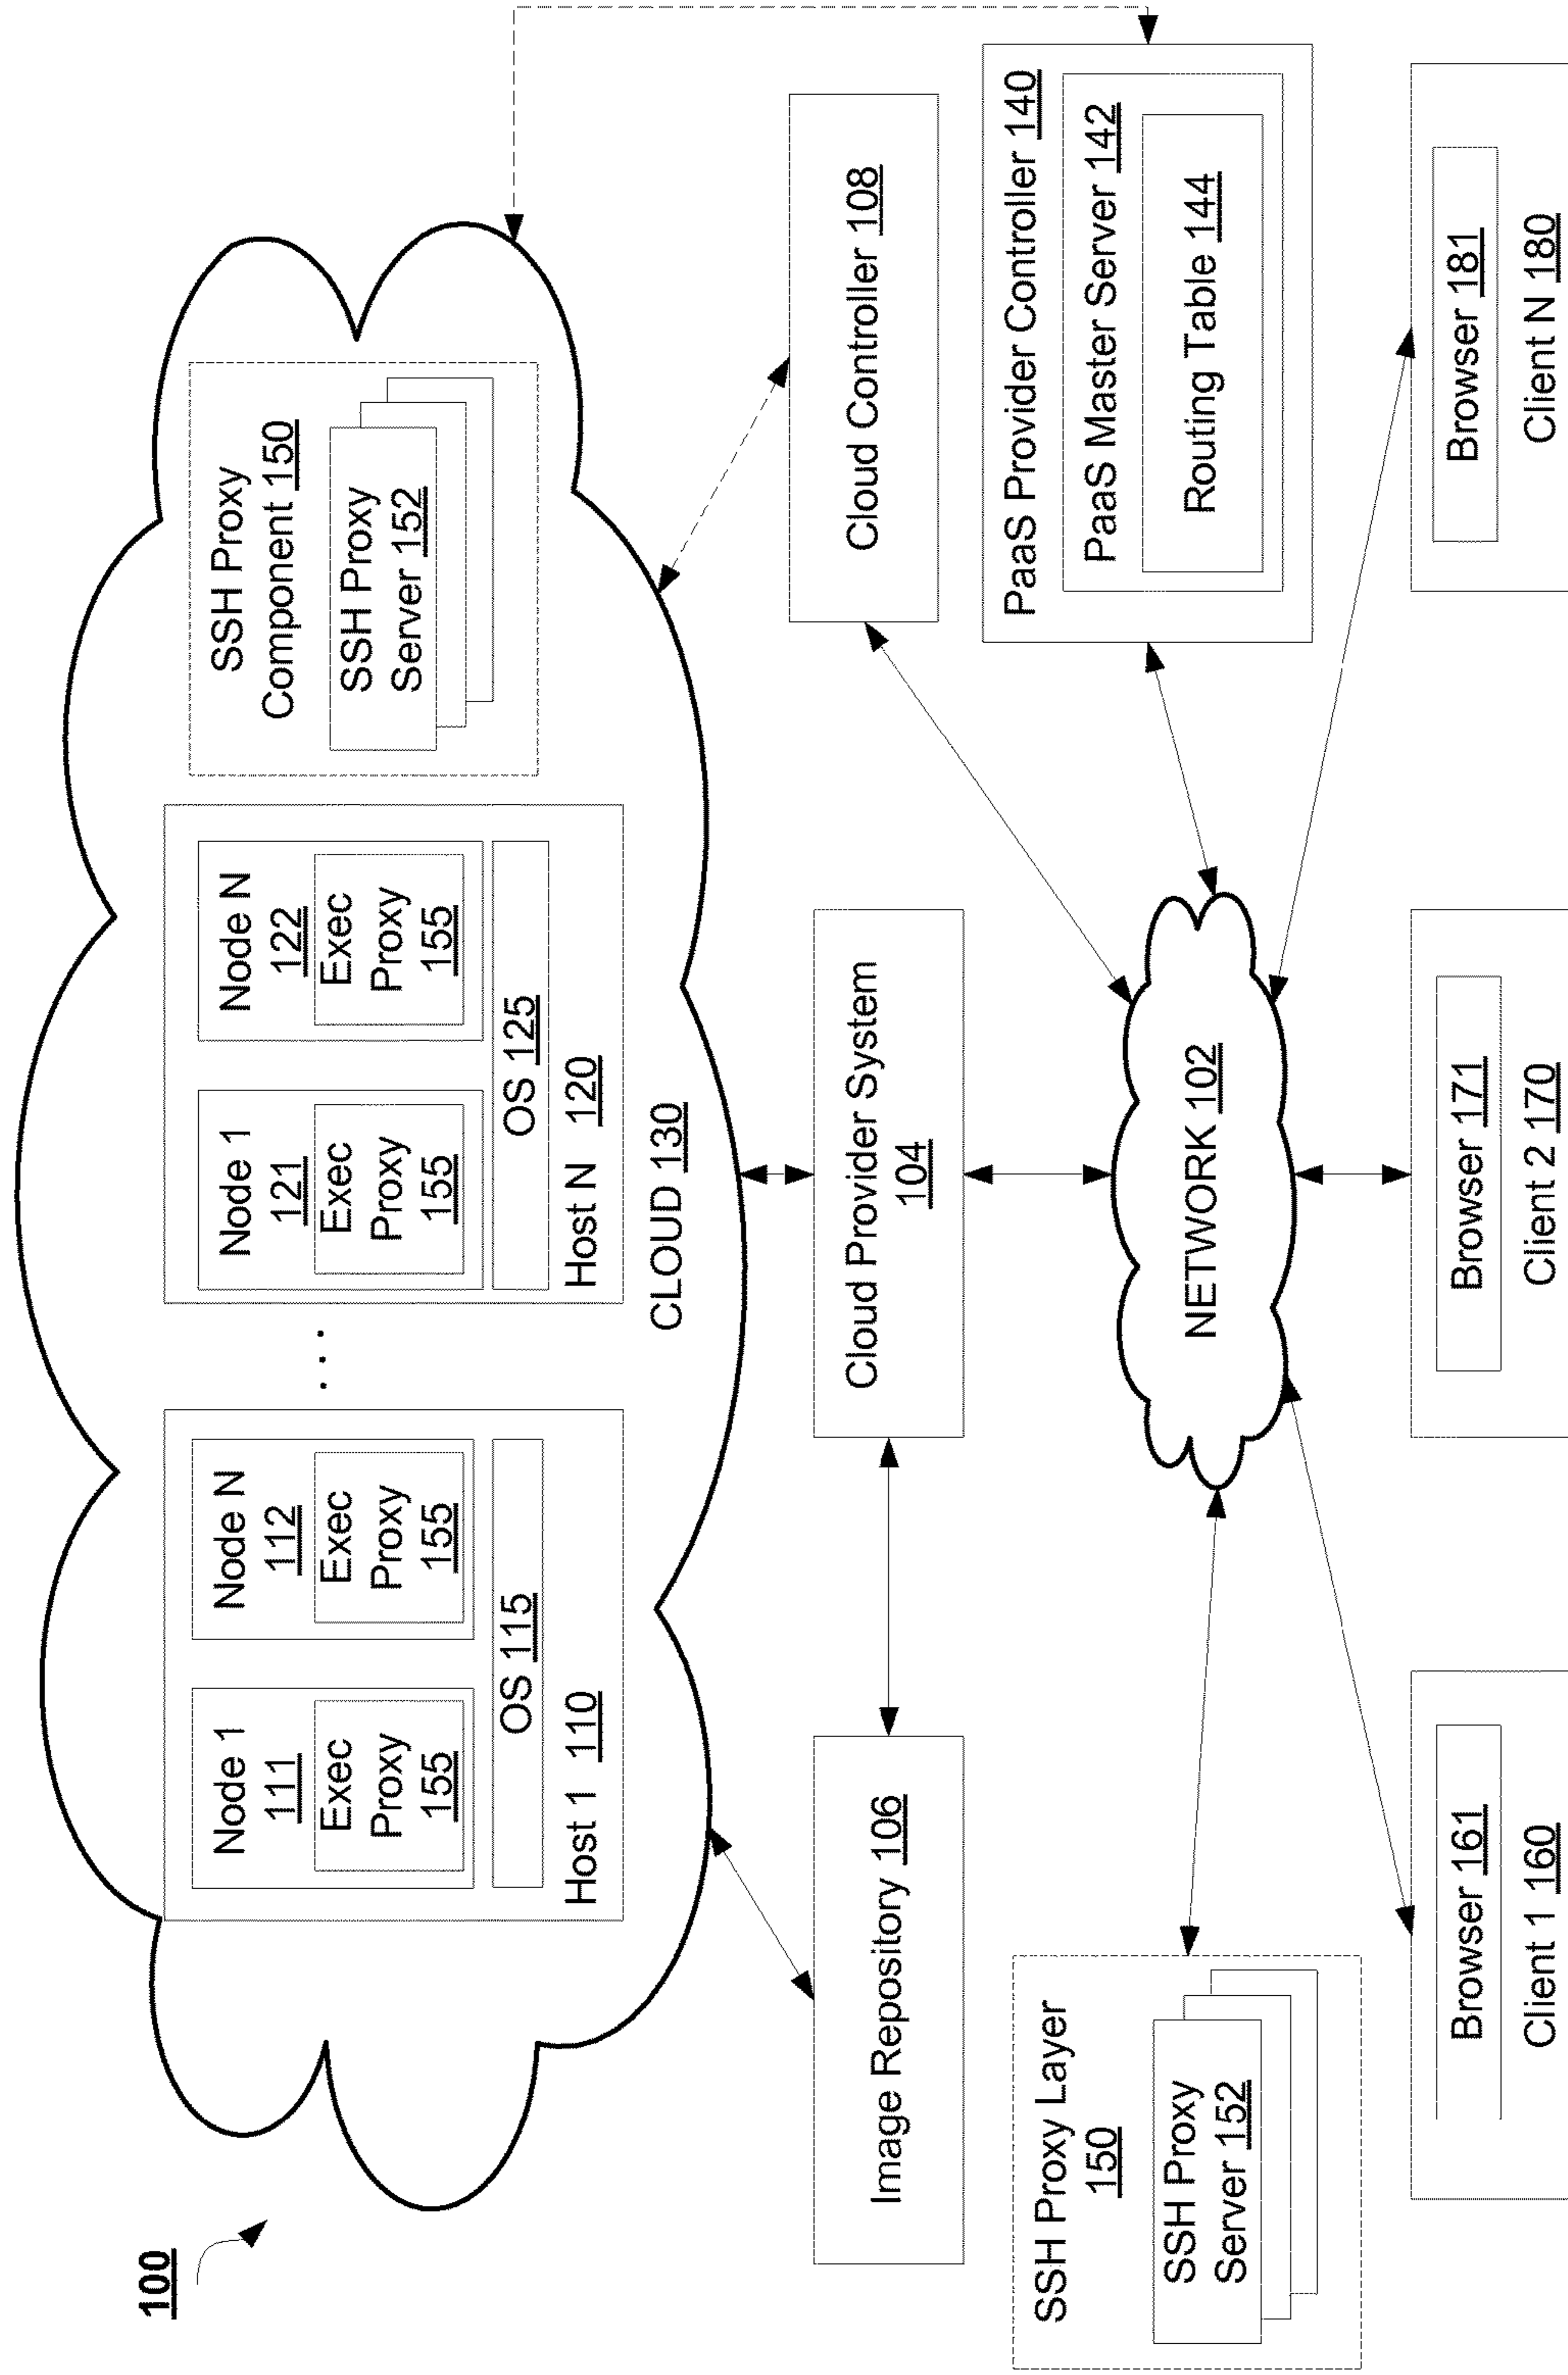 100
Node 1
111
Exec
Proxy
155
Node N
112
Exec
Proxy
155
OS 115
Host 1 110
. . .
Node 1
121
Exec
Proxy
155
Node N
122
Exec
Proxy
155
OS 125
Host N 120
SSH Proxy
Component 150
SSH Proxy
Server 152
CLOUD 130
Image Repository 106
Cloud Provider System
104
Cloud Controller 108
SSH Proxy Layer
150
SSH Proxy
Server 152
NETWORK 102
PaaS Provider Controller 140
PaaS Master Server 142
Routing Table 144
Browser 161
Client 1 160
Browser 171
Client 2 170
Browser 181
Client N 180